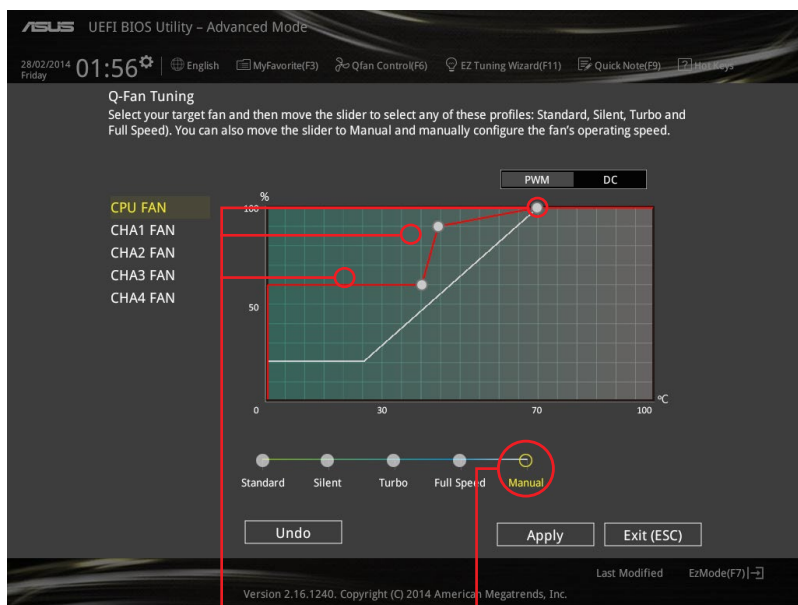 ASUS UEFI BIOS Utility – Advanced Mode
28/02/2014 Friday 01:56 English MyFavorite(F3) Qfan Control(F6) EZ Tuning Wizard(F11) Quick Note(F9) ? Hot Keys
Q-Fan Tuning
Select your target fan and then move the slider to select any of these profiles: Standard, Silent, Turbo and
Full Speed). You can also move the slider to Manual and manually configure the fan's operating speed.
PWM DC
%
CPU FAN
100
CHA1 FAN
CHA2 FAN
CHA3 FAN
CHA4 FAN
50
°C
0 30 70 100
Standard Silent Turbo Full Speed Manual
Undo Apply Exit (ESC)
Last Modified EzMode(F7)
Version 2.16.1240. Copyright (C) 2014 American Megatrends, Inc.